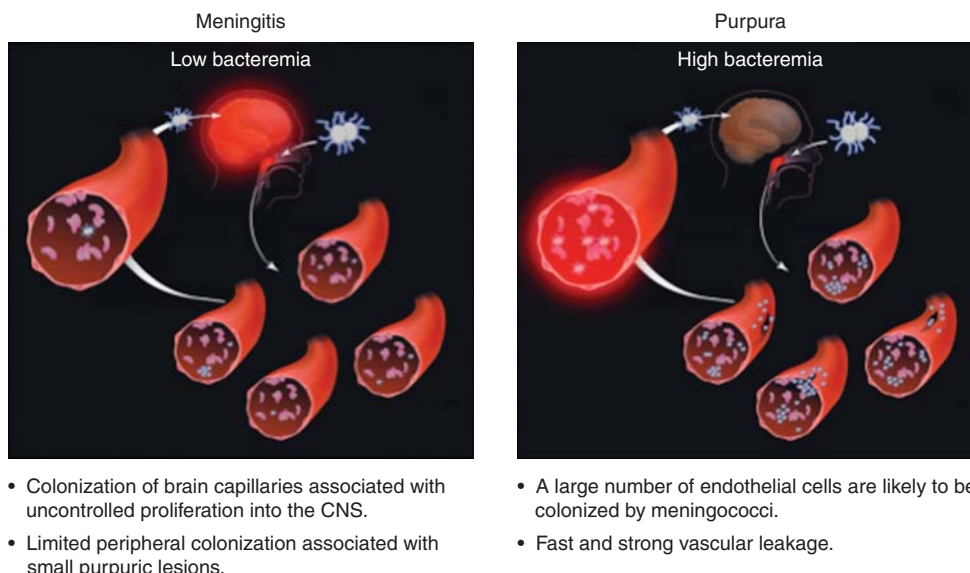 Meningitis
Low bacteremia
• Colonization of brain capillaries associated with
uncontrolled proliferation into the CNS.
• Limited peripheral colonization associated with
small purpuric lesions.
Purpura
High bacteremia
• A large number of endothelial cells are likely to be
colonized by meningococci.
• Fast and strong vascular leakage.